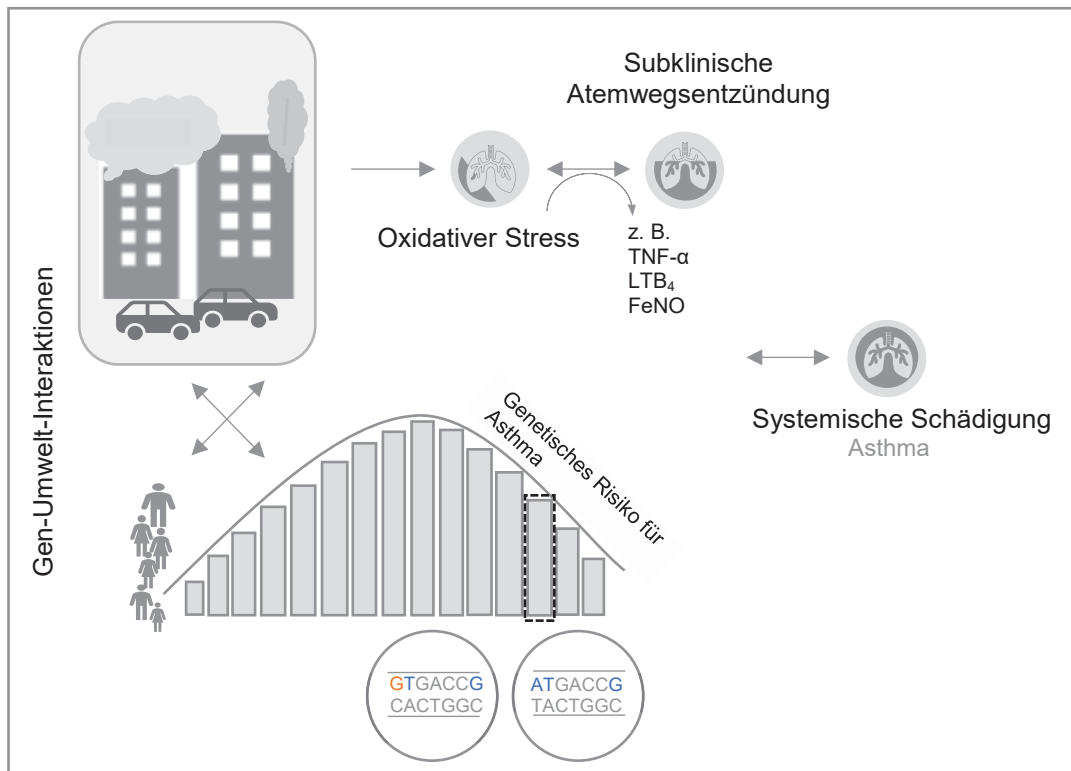 Subklinische
Atemwegsentzündung
Oxidativer Stress
z. B.
TNF-α
LTB₄
FeNO
Gen-Umwelt-Interaktionen
Systemische Schädigung
Asthma
Genetisches Risiko für
Asthma
GTGACCG
CACTGGC
ATGACCG
TACTGGC